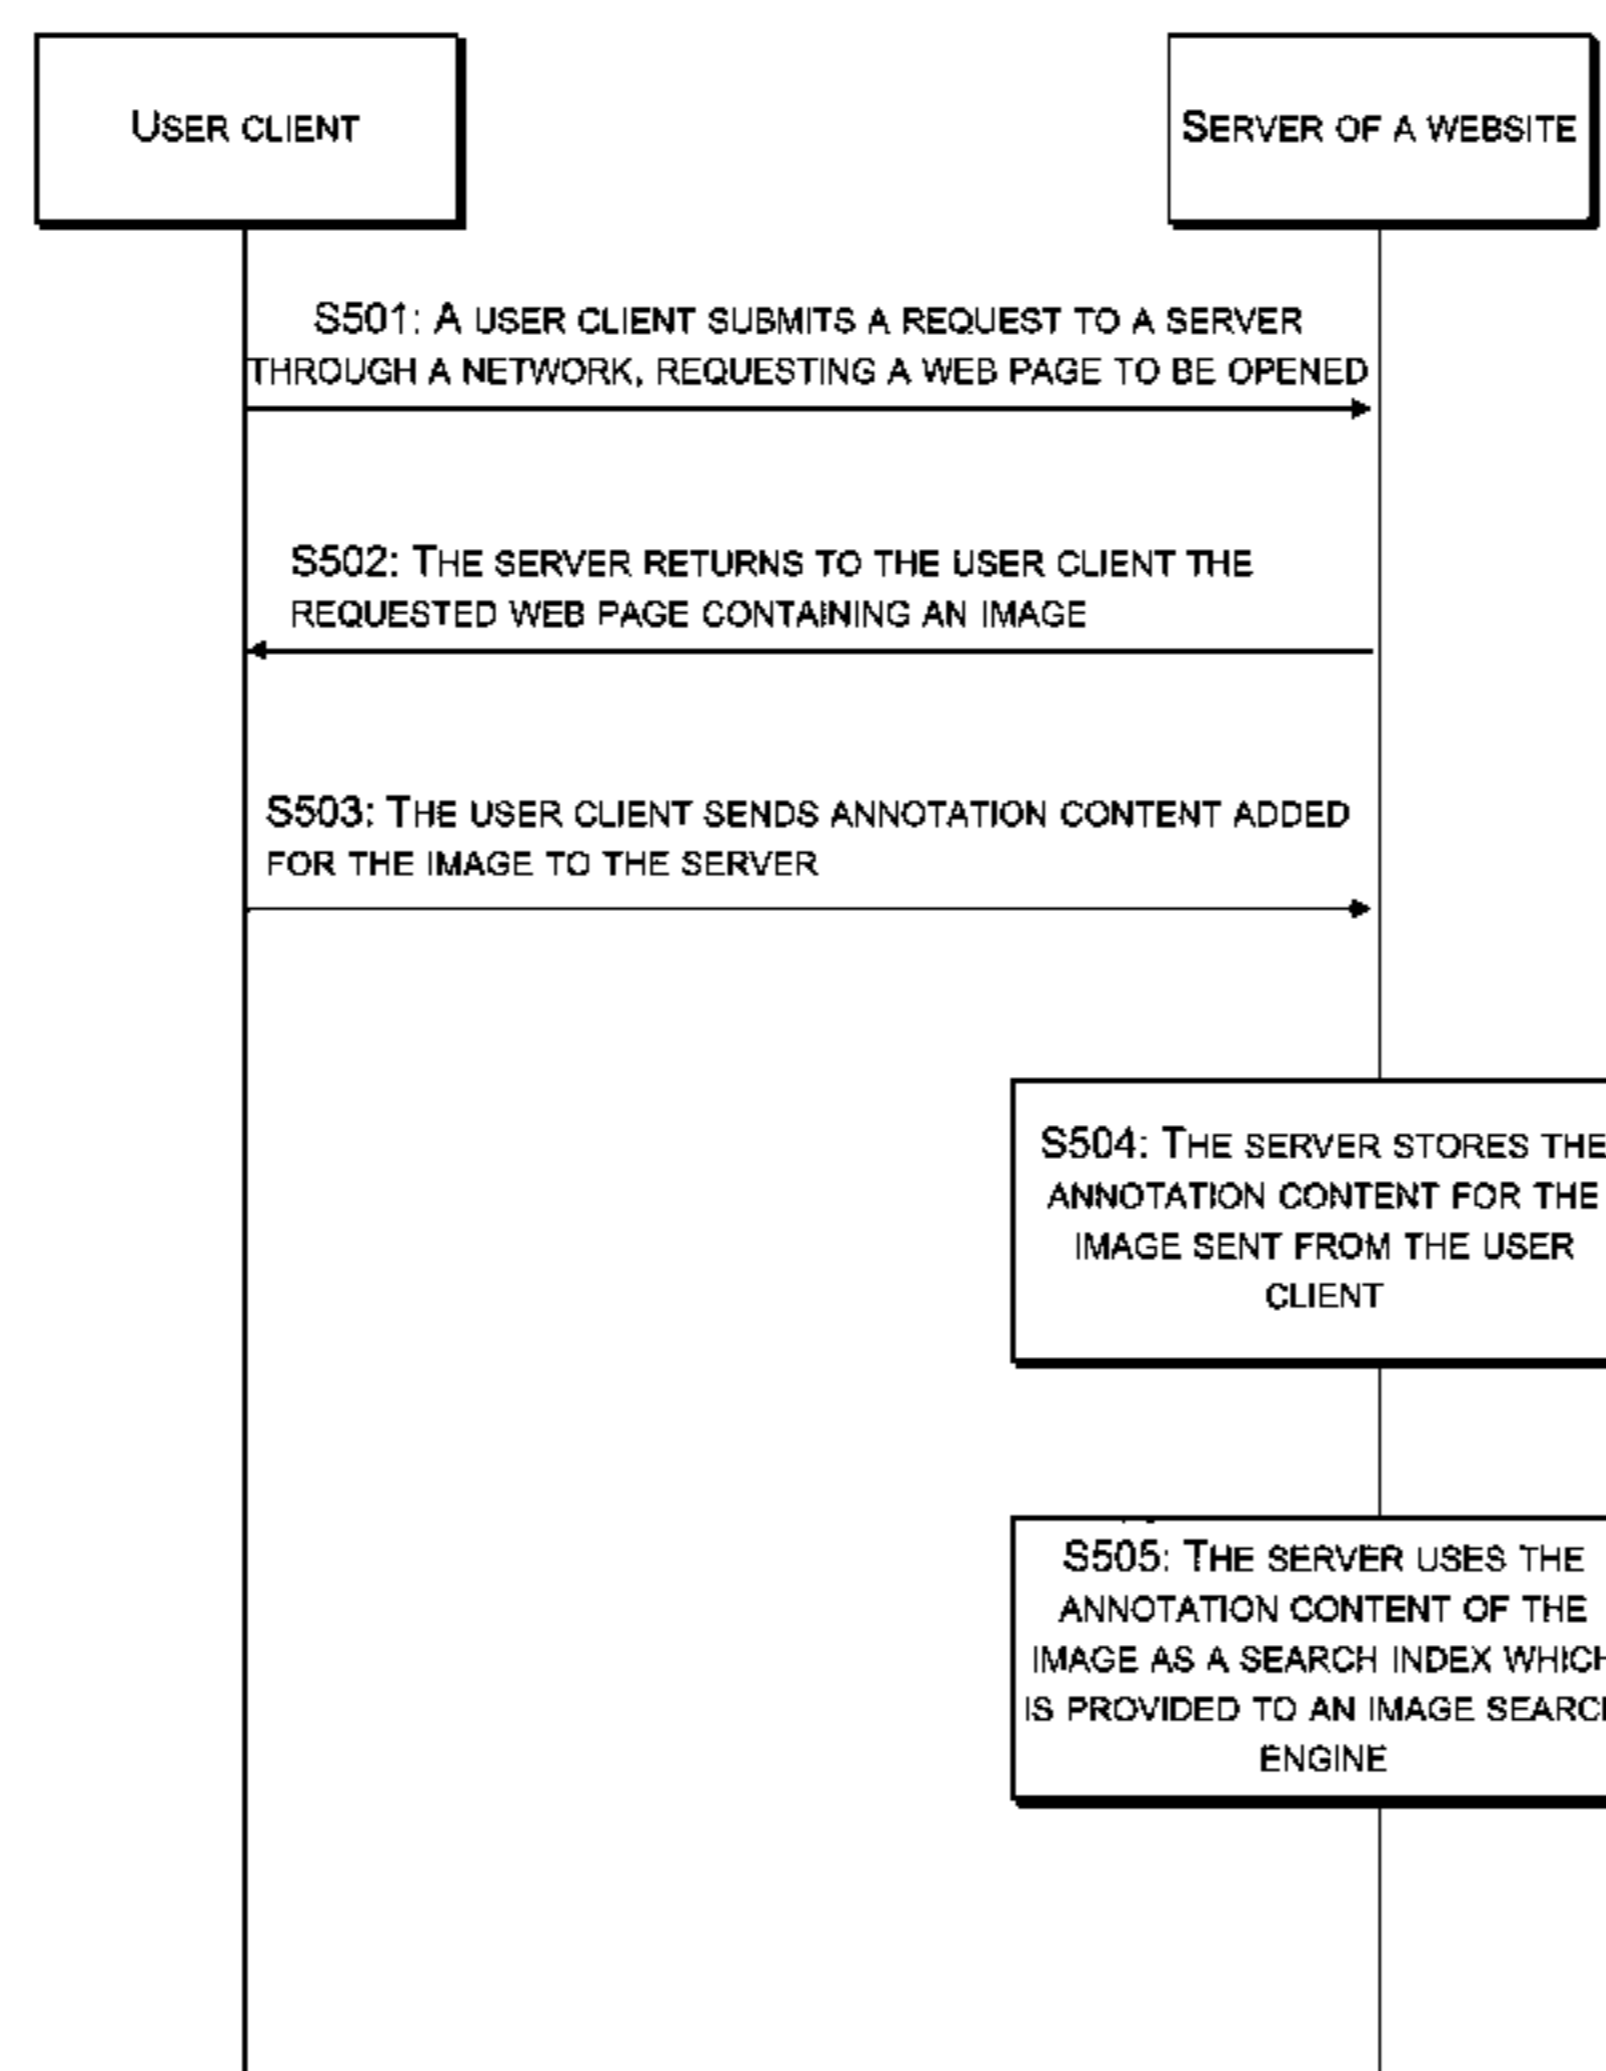 USER CLIENT
SERVER OF A WEBSITE
S501: A USER CLIENT SUBMITS A REQUEST TO A SERVER
THROUGH A NETWORK, REQUESTING A WEB PAGE TO BE OPENED
S502: THE SERVER RETURNS TO THE USER CLIENT THE
REQUESTED WEB PAGE CONTAINING AN IMAGE
S503: THE USER CLIENT SENDS ANNOTATION CONTENT ADDED
FOR THE IMAGE TO THE SERVER
S504: THE SERVER STORES THE
ANNOTATION CONTENT FOR THE
IMAGE SENT FROM THE USER
CLIENT
S505: THE SERVER USES THE
ANNOTATION CONTENT OF THE
IMAGE AS A SEARCH INDEX WHICH
IS PROVIDED TO AN IMAGE SEARCH
ENGINE